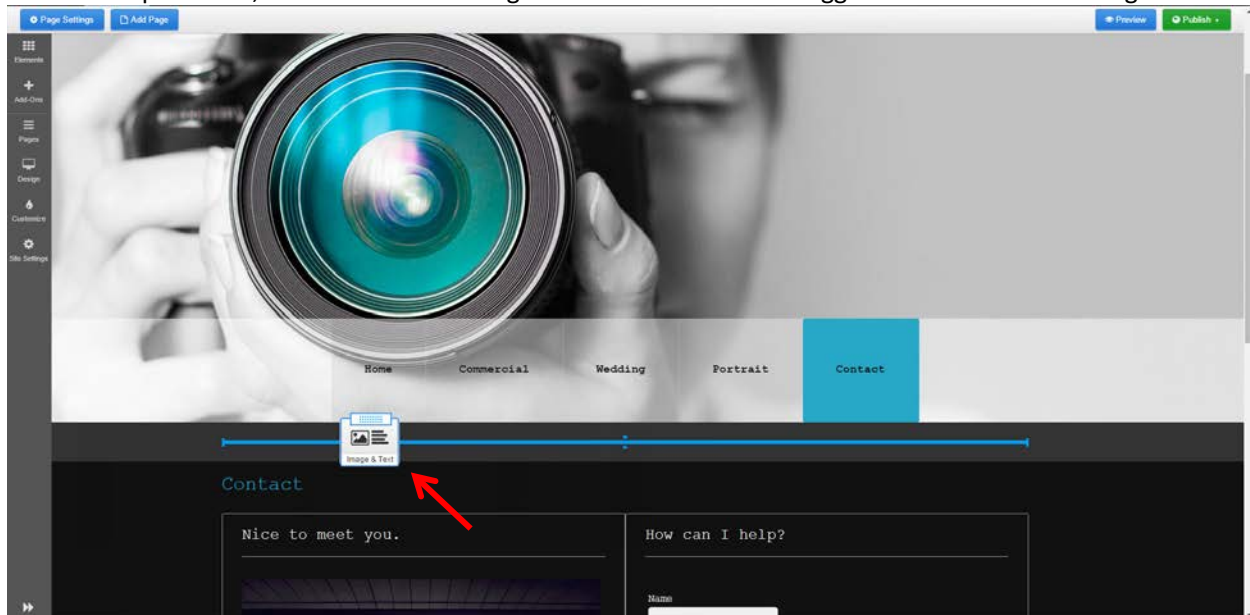 Page Settings
Add Page
Preview
Publish
Elements
Add-Ons
Pages
Design
Customize
Site Settings
Home
Commercial
Wedding
Portrait
Contact
Image & Text
Contact
Nice to meet you.
How can I help?
Name